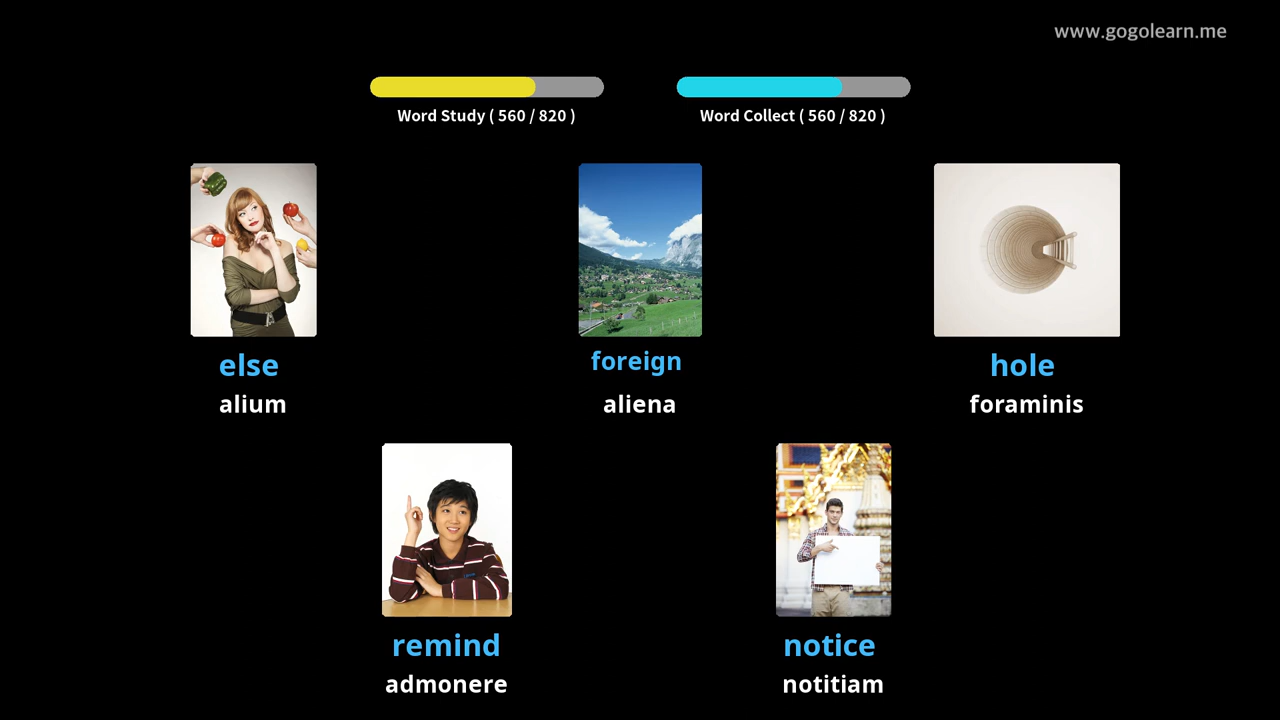 www.gogolearn.me
Word Study ( 560 / 820 )
Word Collect ( 560 / 820 )
else
alium
foreign
aliena
hole
foraminis
remind
admonere
notice
notitiam